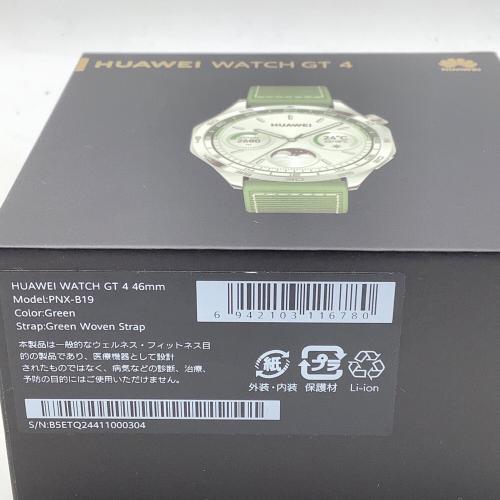 HUAWEI WATCH GT 4
HUAWEI
HUAWEI
24°C
HUAWEI WATCH GT 4 46mm
Model:PNX-B19
Color:Green
Strap:Green Woven Strap
6 942103 116780
本製品は一般的なウェルネス・フィットネス目
的の製品であり、医療機器として設計
されたものではなく、病気などの診断、治療、
予防の目的にはご使用いただけません。
紙 プラ
外装・内装 保護材 Li-ion
S/N:B5ETQ24411000304